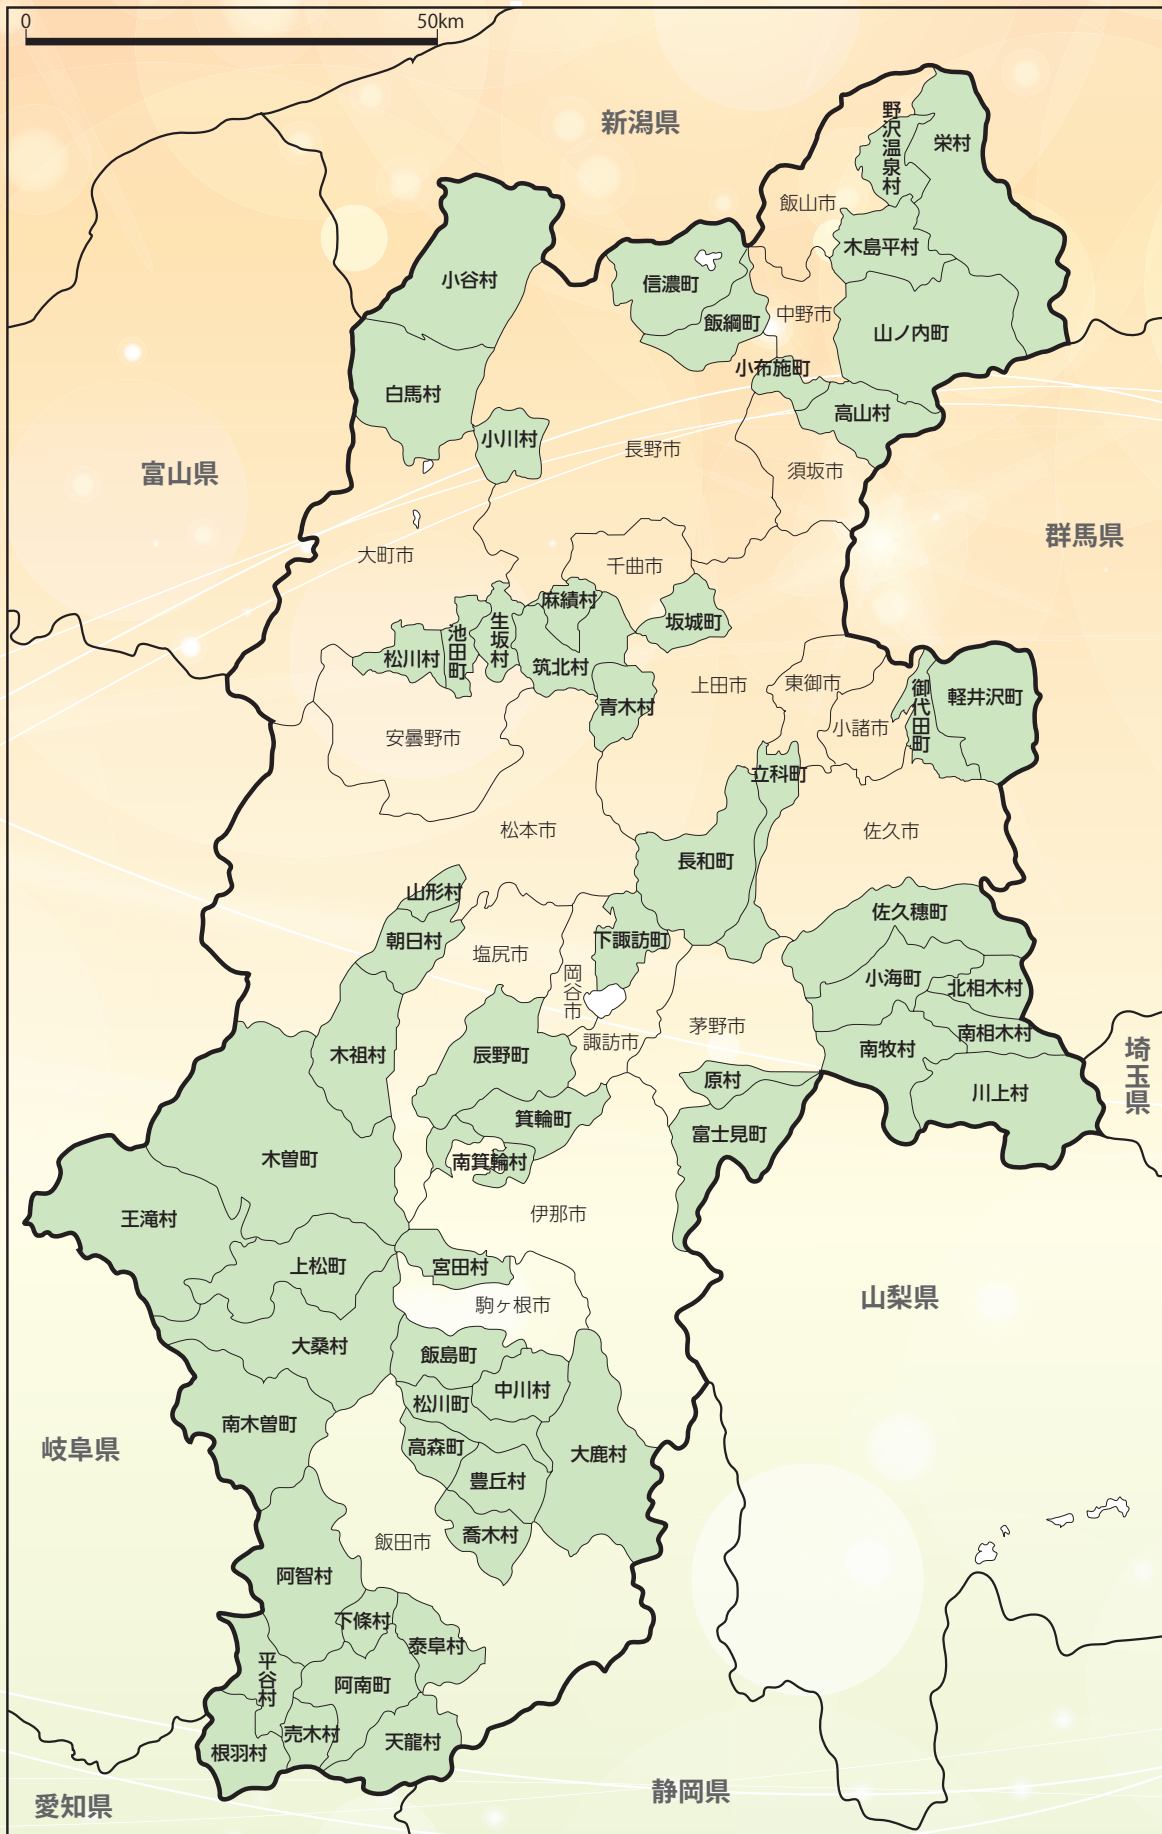 0
50km
新潟県
野沢温泉村
栄村
飯山市
木島平村
小谷村
信濃町
飯綱町
中野市
山ノ内町
小布施町
白馬村
高山村
小川村
長野市
須坂市
富山県
群馬県
大町市
千曲市
麻績村
坂城町
生坂村
池田町
松川村
筑北村
上田市
東御市
青木村
軽井沢町
御代田町
小諸市
安曇野市
立科町
松本市
佐久市
長和町
山形村
佐久穂町
朝日村
下諏訪町
塩尻市
岡谷市
小海町
北相木村
茅野市
南相木村
諏訪市
木祖村
辰野町
南牧村
埼玉県
原村
川上村
箕輪町
富士見町
木曽町
南箕輪村
王滝村
伊那市
上松町
宮田村
山梨県
駒ヶ根市
大桑村
飯島町
中川村
松川町
南木曽町
岐阜県
高森町
大鹿村
豊丘村
喬木村
飯田市
阿智村
下條村
泰阜村
平谷村
阿南町
売木村
天龍村
根羽村
静岡県
愛知県